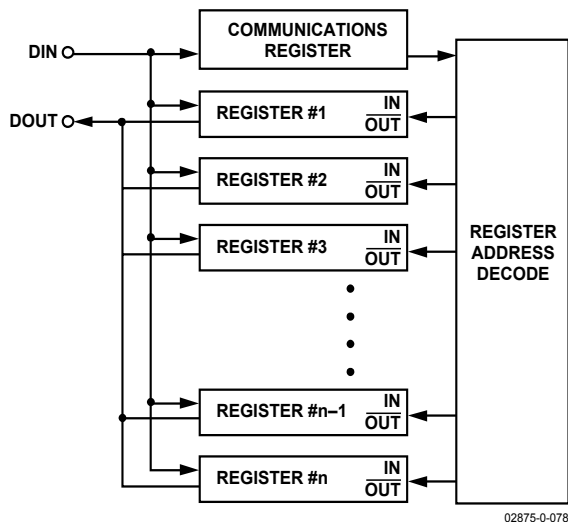 COMMUNICATIONS
REGISTER
DIN
DOUT
REGISTER #1
IN
OUT
REGISTER #2
IN
OUT
REGISTER #3
IN
OUT
REGISTER
ADDRESS
DECODE
REGISTER #n–1
IN
OUT
REGISTER #n
IN
OUT
02875-0-078